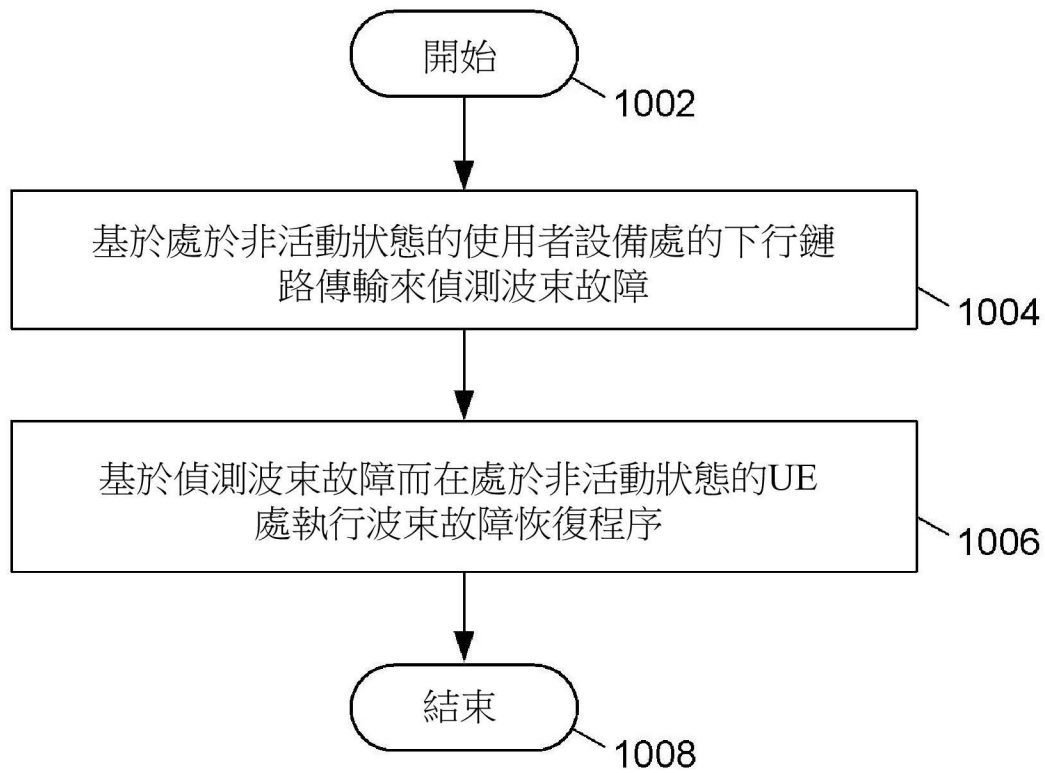 開始
1002
基於處於非活動狀態的使用者設備處的下行鏈
路傳輸來偵測波束故障
1004
基於偵測波束故障而在處於非活動狀態的UE
處執行波束故障恢復程序
1006
結束
1008